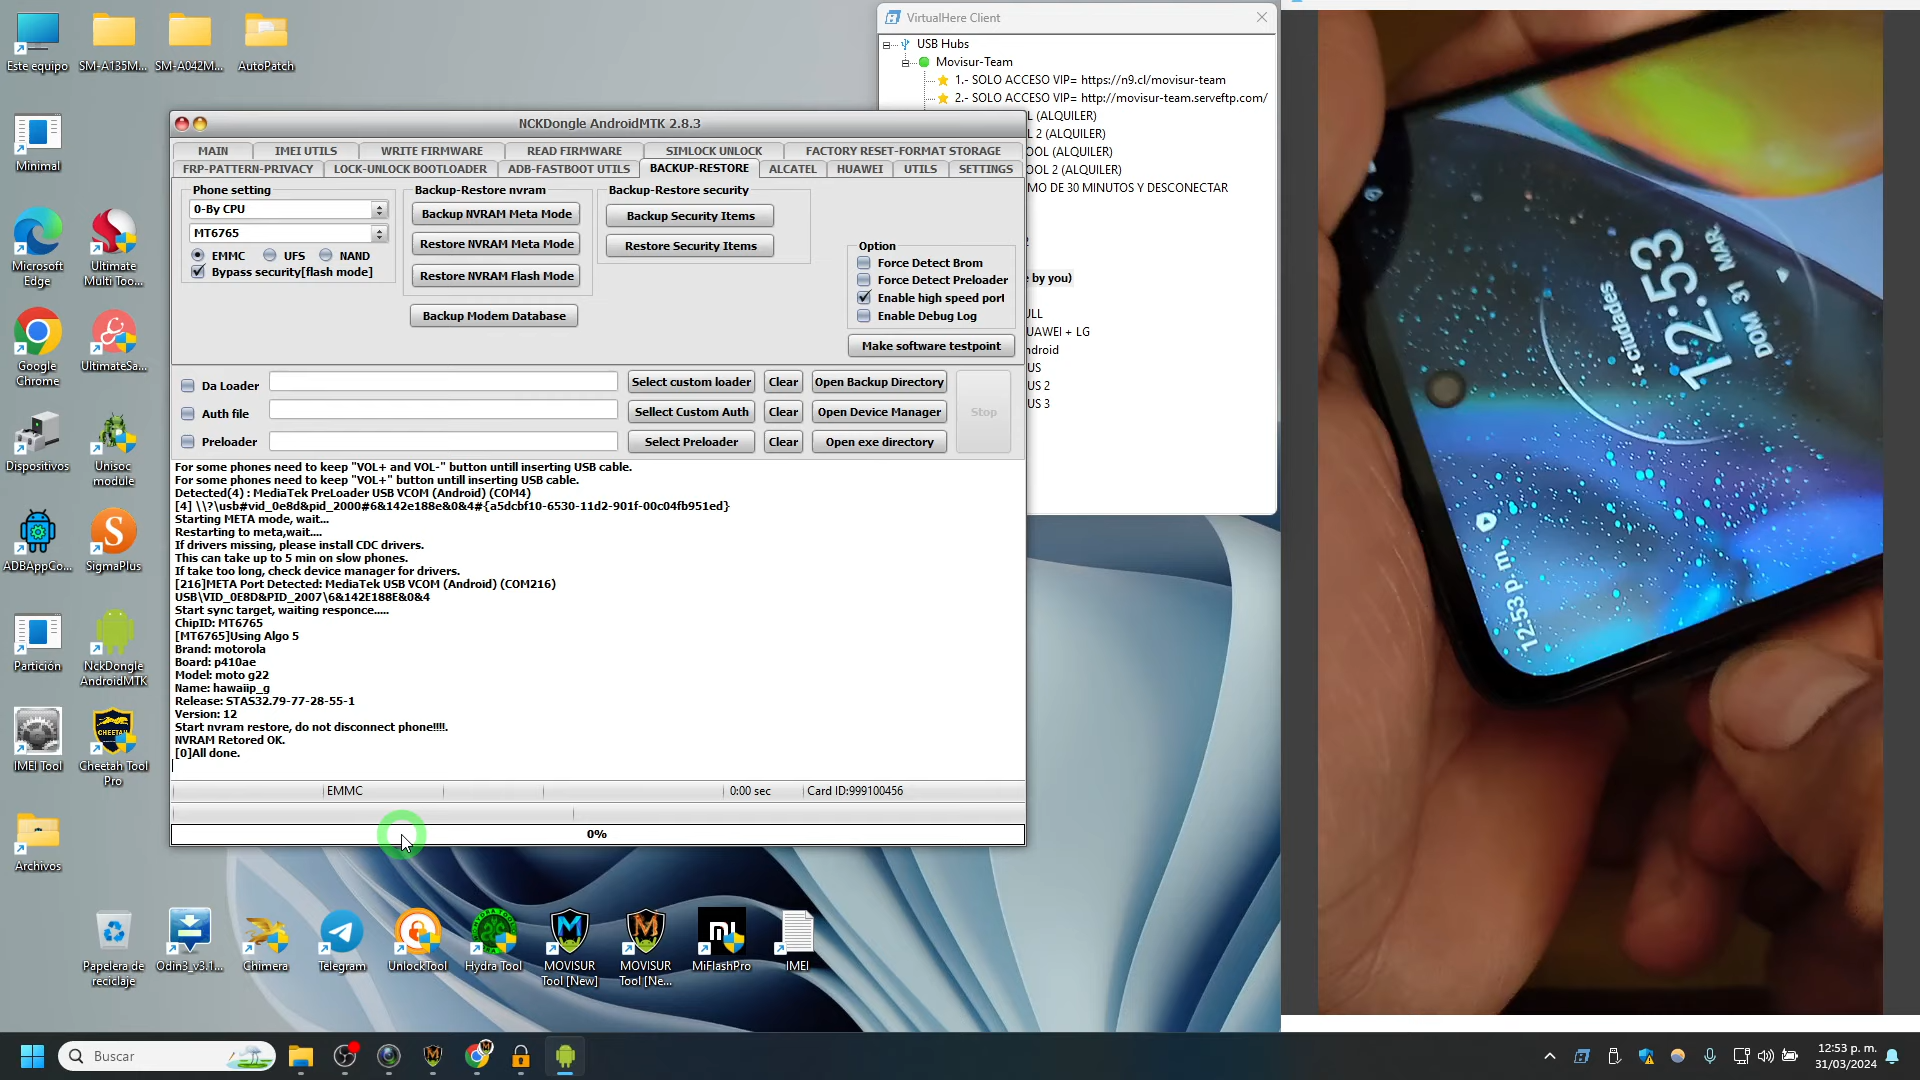 Este equipo
SM-A135M...
SM-A042M...
AutoPatch
Minimal
Microsoft
Edge
Ultimate
Multi Too...
Google
Chrome
UltimateSa...
Dispositivos
Unisoc
module
ADBAppCo...
SigmaPlus
Partición
NckDongle
AndroidMTK
IMEI Tool
CHEETAH
Cheetah Tool
Pro
Archivos
Papelera de
reciclaje
Odin3_v3.1...
Chimera
Telegram
UnlockTool
Hydra Tool
MOVISUR
Tool [New]
MOVISUR
Tool [Ne...
MiFlashPro
IMEI
VirtualHere Client
USB Hubs
Movisur-Team
1.- SOLO ACCESO VIP= https://n9.cl/movisur-team
2.- SOLO ACCESO VIP= http://movisur-team.serveftp.com/
L (ALQUILER)
L 2 (ALQUILER)
OOL (ALQUILER)
OOL 2 (ALQUILER)
MO DE 30 MINUTOS Y DESCONECTAR
2
e by you)
JLL
UAWEI + LG
android
US
US 2
US 3
NCKDongle AndroidMTK 2.8.3
MAIN
IMEI UTILS
WRITE FIRMWARE
READ FIRMWARE
SIMLOCK UNLOCK
FACTORY RESET-FORMAT STORAGE
FRP-PATTERN-PRIVACY
LOCK-UNLOCK BOOTLOADER
ADB-FASTBOOT UTILS
BACKUP-RESTORE
ALCATEL
HUAWEI
UTILS
SETTINGS
Phone setting
0-By CPU
MT6765
EMMC
UFS
NAND
Bypass security[flash mode]
Backup-Restore nvram
Backup NVRAM Meta Mode
Restore NVRAM Meta Mode
Restore NVRAM Flash Mode
Backup Modem Database
Backup-Restore security
Backup Security Items
Restore Security Items
Option
Force Detect Brom
Force Detect Preloader
Enable high speed port
Enable Debug Log
Make software testpoint
Da Loader
Select custom loader
Clear
Open Backup Directory
Auth file
Sellect Custom Auth
Clear
Open Device Manager
Preloader
Select Preloader
Clear
Open exe directory
Stop
For some phones need to keep "VOL+ and VOL-" button untill inserting USB cable.
For some phones need to keep "VOL+" button untill inserting USB cable.
Detected(4) : MediaTek PreLoader USB VCOM (Android) (COM4)
[4] \\?\usb#vid_0e8d&pid_2000#6&142e188e&0&4#{a5dcbf10-6530-11d2-901f-00c04fb951ed}
Starting META mode, wait...
Restarting to meta,wait....
If drivers missing, please install CDC drivers.
This can take up to 5 min on slow phones.
If take too long, check device manager for drivers.
[216]META Port Detected: MediaTek USB VCOM (Android) (COM216)
USB\VID_0E8D&PID_2007\6&142E188E&0&4
Start sync target, waiting responce.....
ChipID: MT6765
[MT6765]Using Algo 5
Brand: motorola
Board: p410ae
Model: moto g22
Name: hawaiip_g
Release: STAS32.79-77-28-55-1
Version: 12
Start nvram restore, do not disconnect phone!!!!.
NVRAM Retored OK.
[0]All done.
EMMC
0:00 sec
Card ID:999100456
0%
+ ciudades
12:53
DOM 31 MAR.
12:53 p. m.
Buscar
12:53 p. m.
31/03/2024